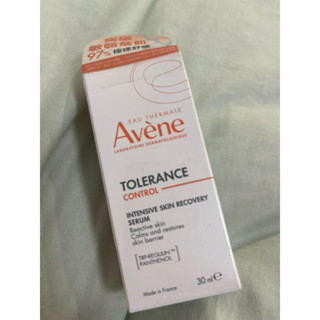 97%
EAU THERMALE
Avène
LABORATOIRE DERMATOLOGIQUE
TOLERANCE
CONTROL
INTENSIVE SKIN RECOVERY
SERUM
Reactive skin
Calms and restores
skin barrier
PANTHENOL
Made in France
30 ml e